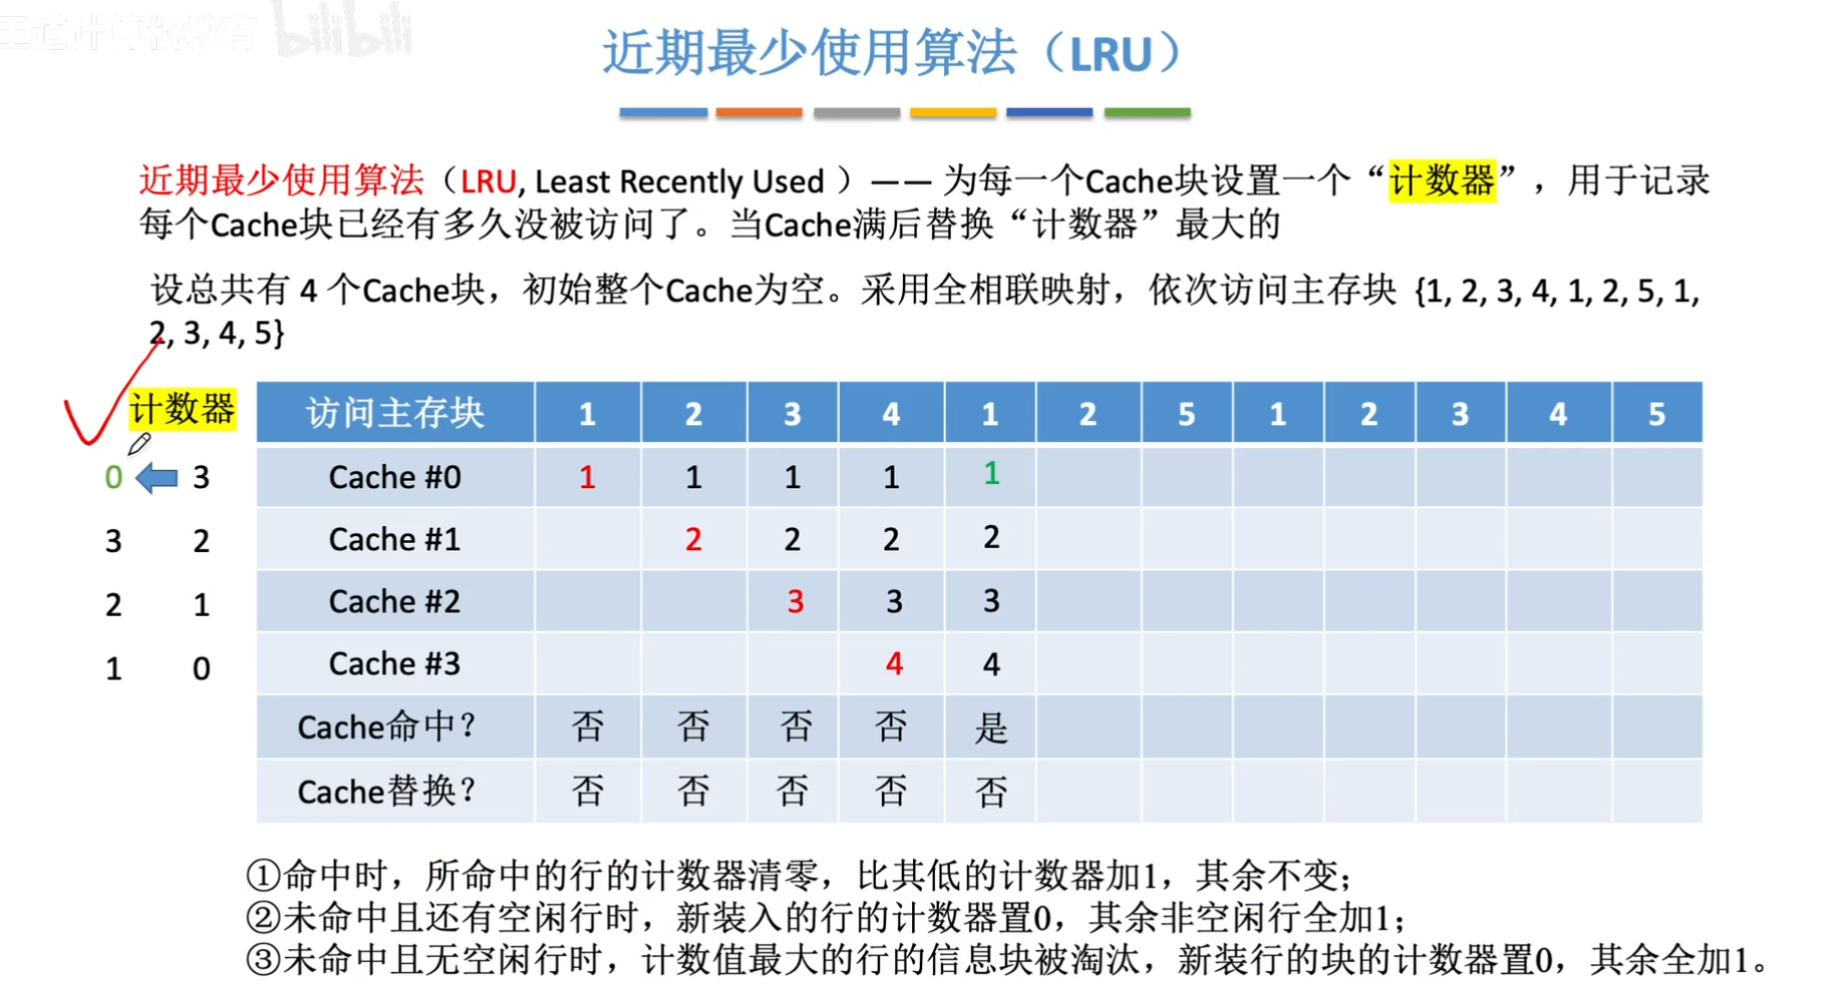 王道计算机教育 bilibili
近期最少使用算法（LRU）
近期最少使用算法（LRU, Least Recently Used ）—— 为每一个Cache块设置一个“计数器”，用于记录
每个Cache块已经有多久没被访问了。当Cache满后替换“计数器”最大的
设总共有 4 个Cache块，初始整个Cache为空。采用全相联映射，依次访问主存块 {1, 2, 3, 4, 1, 2, 5, 1,
2, 3, 4, 5}
计数器 访问主存块 1 2 3 4 1 2 5 1 2 3 4 5
0 3 Cache #0 1 1 1 1 1
3 2 Cache #1 2 2 2 2
2 1 Cache #2 3 3 3
1 0 Cache #3 4 4
Cache命中？ 否 否 否 否 是
Cache替换？ 否 否 否 否 否
①命中时，所命中的行的计数器清零，比其低的计数器加1，其余不变；
②未命中且还有空闲行时，新装入的行的计数器置0，其余非空闲行全加1；
③未命中且无空闲行时，计数值最大的行的信息块被淘汰，新装行的块的计数器置0，其余全加1。